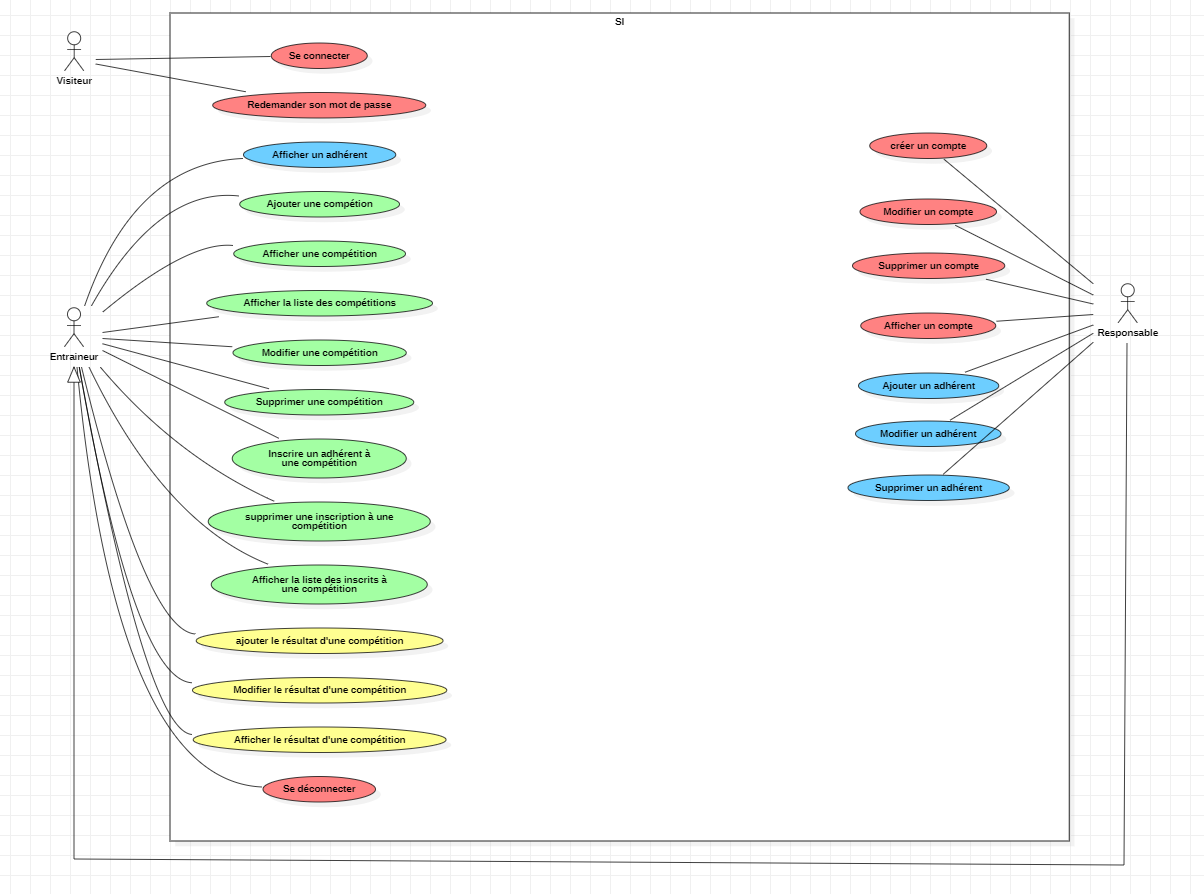 SI
Visiteur
Se connecter
Redemander son mot de passe
Afficher un adhérent
Ajouter une compétion
Afficher une compétition
Afficher la liste des compétitions
Entraineur
Modifier une compétition
Supprimer une compétition
Inscrire un adhérent à
une compétition
supprimer une inscription à une
compétition
Afficher la liste des inscrits à
une compétition
ajouter le résultat d'une compétition
Modifier le résultat d'une compétition
Afficher le résultat d'une compétition
Se déconnecter
créer un compte
Modifier un compte
Supprimer un compte
Afficher un compte
Responsable
Ajouter un adhérent
Modifier un adhérent
Supprimer un adhérent